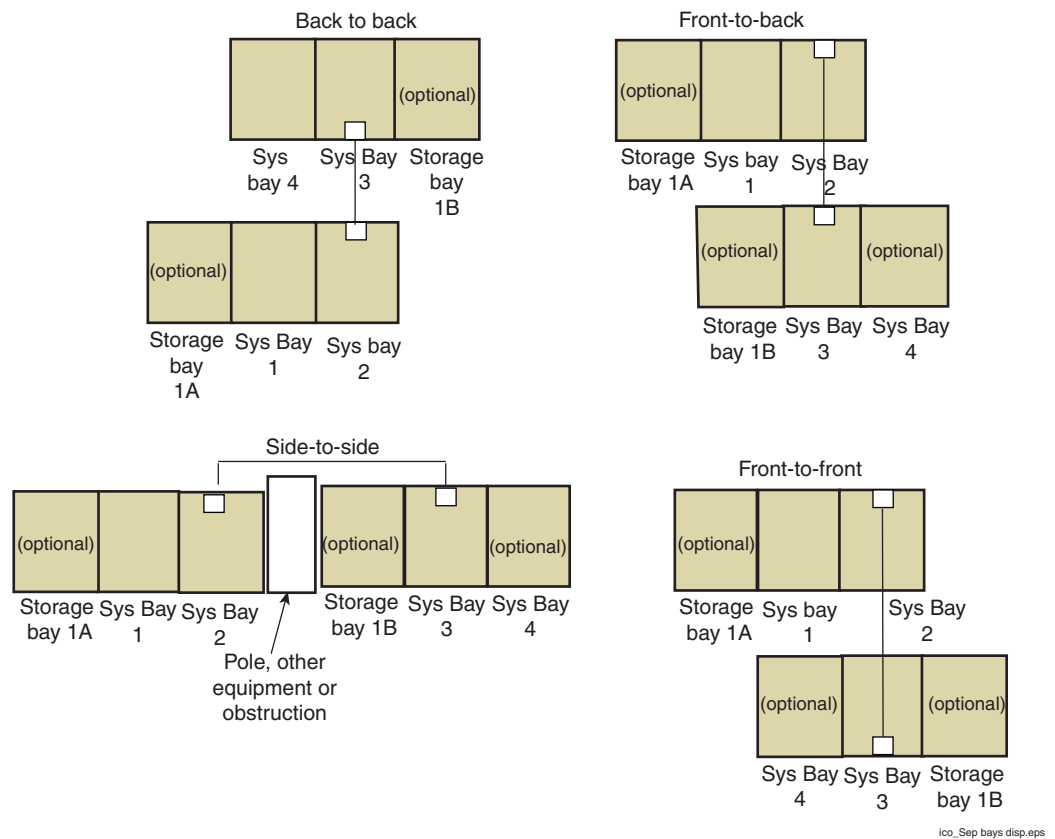 Back to back
(optional)
Sys
bay 4
Sys Bay
3
Storage
bay
1B
(optional)
Storage
bay
1A
Sys Bay
1
Sys bay
2
Front-to-back
(optional)
Storage
bay 1A
Sys bay
1
Sys Bay
2
(optional)
(optional)
Storage
bay 1B
Sys Bay
3
Sys Bay
4
Side-to-side
(optional)
(optional)
(optional)
Storage
bay 1A
Sys Bay
1
Sys Bay
2
Storage
bay 1B
Sys Bay
3
Sys Bay
4
Pole, other
equipment or
obstruction
Front-to-front
(optional)
Storage
bay 1A
Sys bay
1
Sys Bay
2
(optional)
(optional)
Sys Bay
4
Sys Bay
3
Storage
bay 1B
ico_Sep bays disp.eps